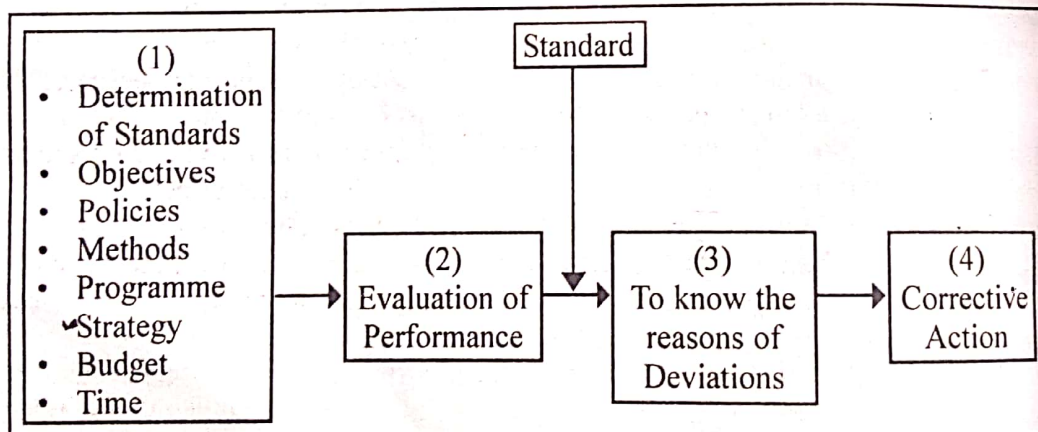 (1)
• Determination
of Standards
• Objectives
• Policies
• Methods
• Programme
Strategy
• Budget
• Time
Standard
(2)
Evaluation of
Performance
(3)
To know the
reasons of
Deviations
(4)
Corrective
Action